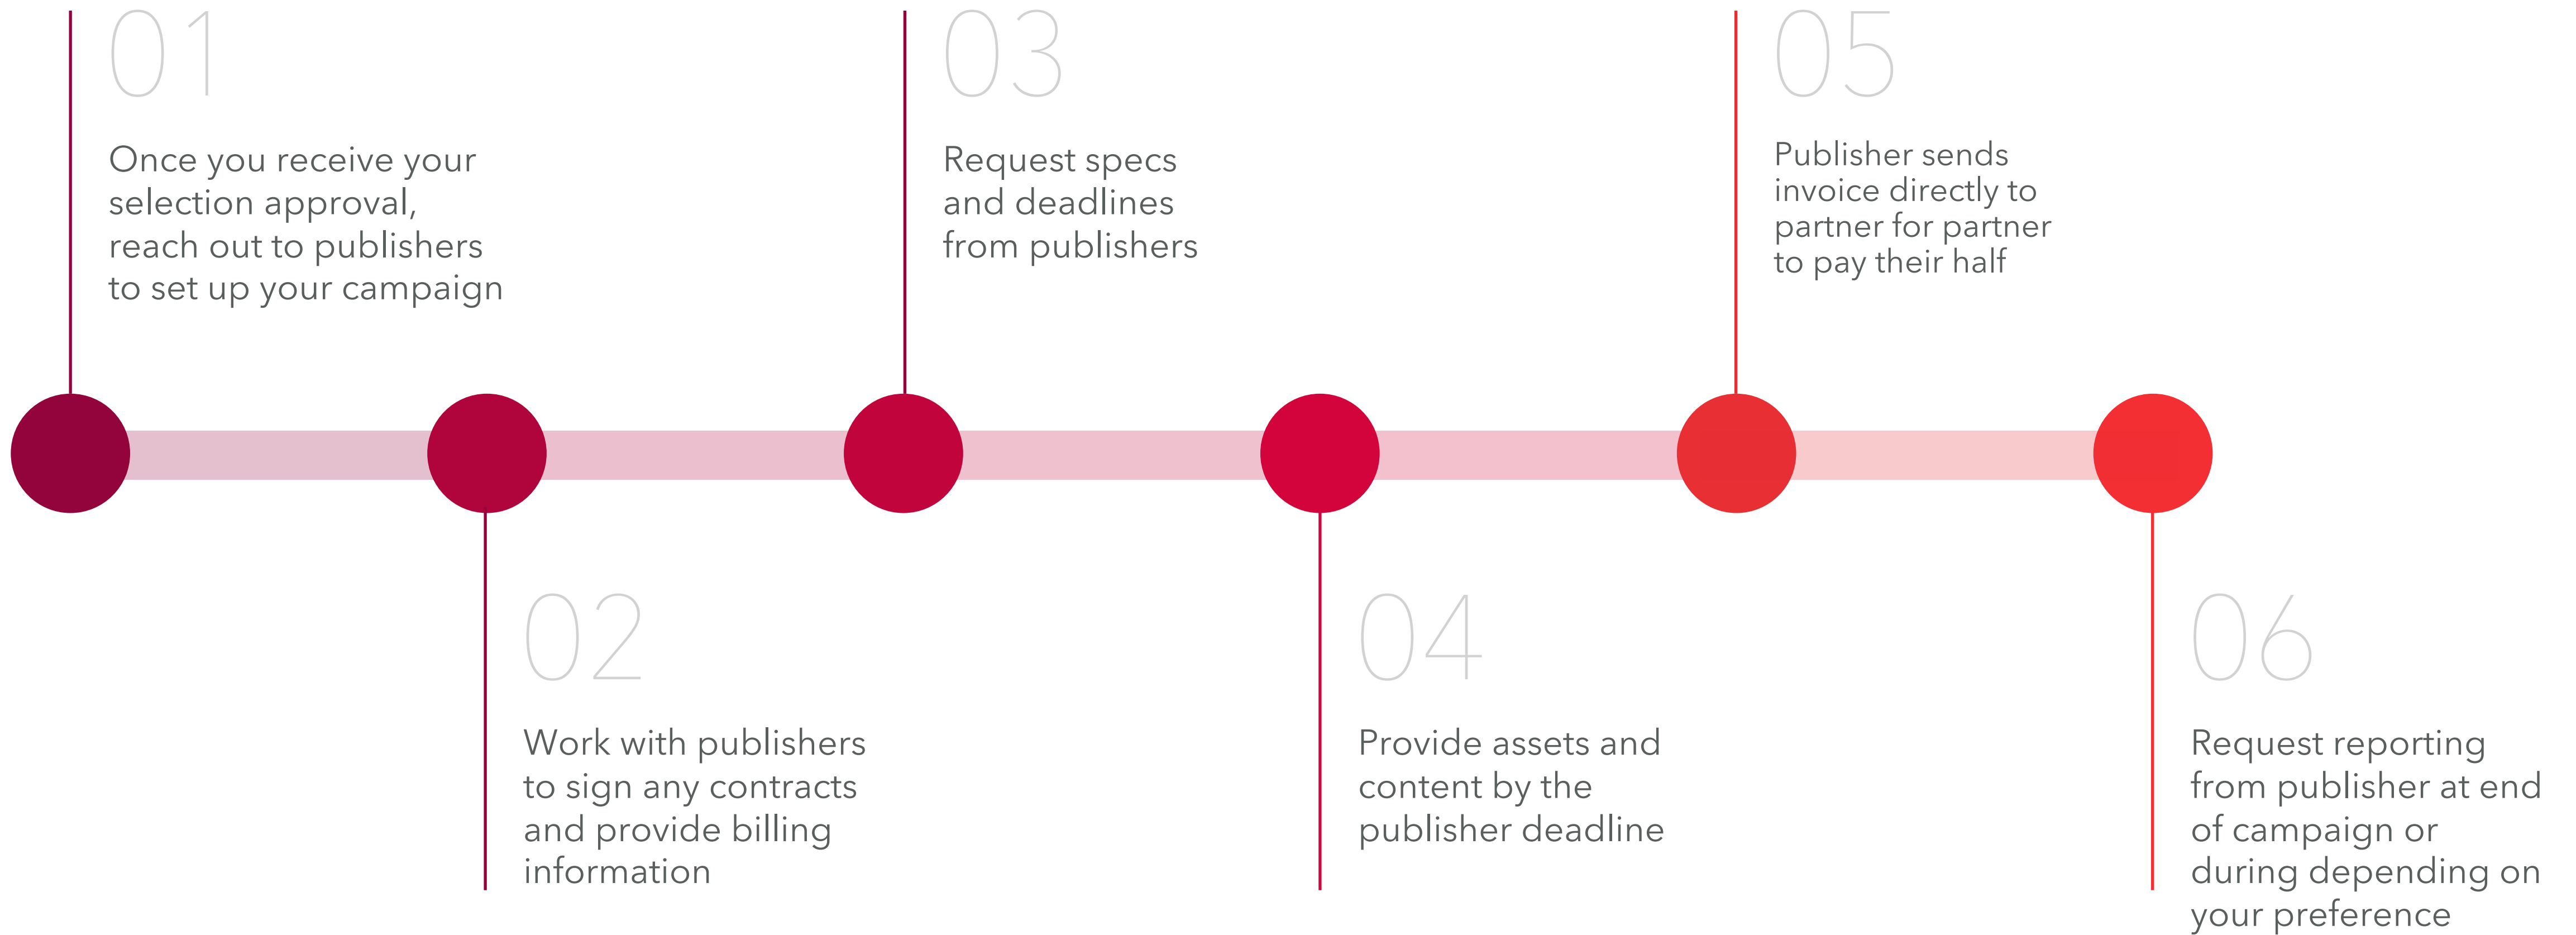 01
Once you receive your
selection approval,
reach out to publishers
to set up your campaign
02
Work with publishers
to sign any contracts
and provide billing
information
03
Request specs
and deadlines
from publishers
04
Provide assets and
content by the
publisher deadline
05
Publisher sends
invoice directly to
partner for partner
to pay their half
06
Request reporting
from publisher at end
of campaign or
during depending on
your preference